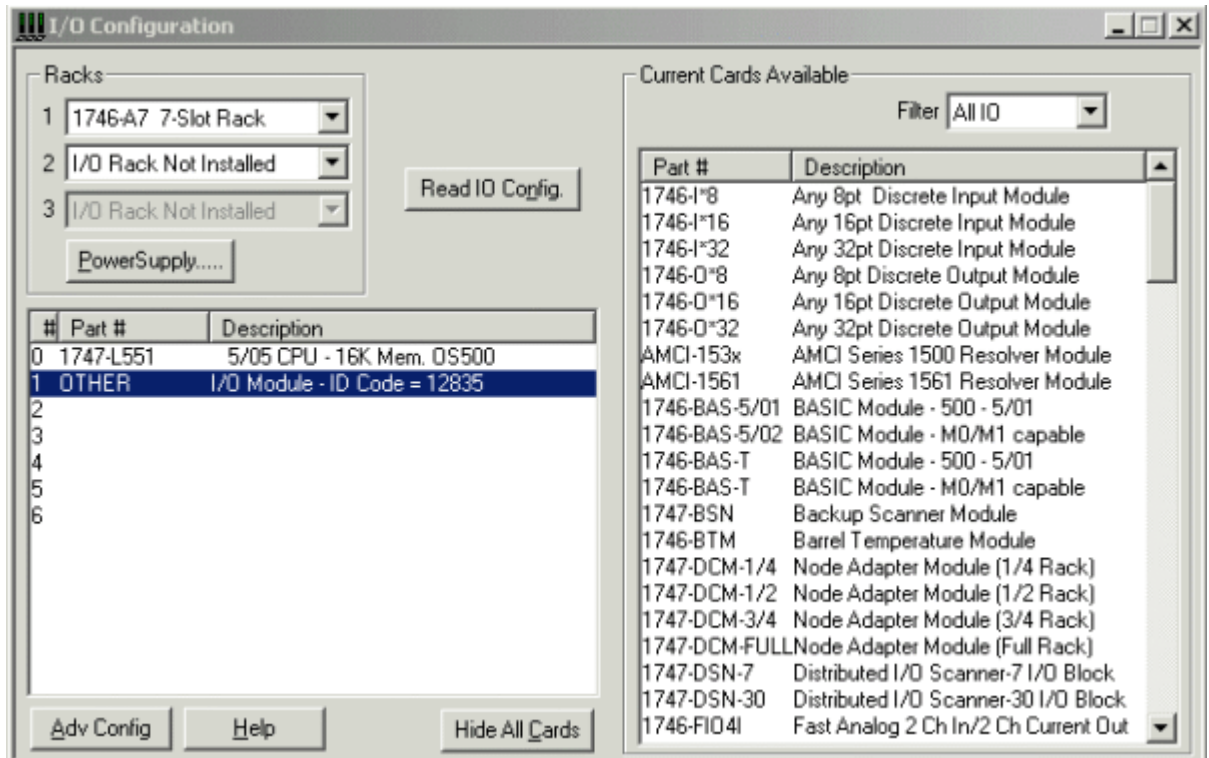 I/O Configuration
Racks
1 1746-A7 7-Slot Rack
2 I/O Rack Not Installed
3 I/O Rack Not Installed
PowerSupply.....
Read IO Config.
# Part # Description
0 1747-L551 5/05 CPU - 16K Mem. OS500
1 OTHER I/O Module - ID Code = 12835
2
3
4
5
6
Adv Config Help Hide All Cards
Current Cards Available
Filter All IO
Part # Description
1746-I*8 Any 8pt Discrete Input Module
1746-I*16 Any 16pt Discrete Input Module
1746-I*32 Any 32pt Discrete Input Module
1746-O*8 Any 8pt Discrete Output Module
1746-O*16 Any 16pt Discrete Output Module
1746-O*32 Any 32pt Discrete Output Module
AMCI-153x AMCI Series 1500 Resolver Module
AMCI-1561 AMCI Series 1561 Resolver Module
1746-BAS-5/01 BASIC Module - 500 - 5/01
1746-BAS-5/02 BASIC Module - M0/M1 capable
1746-BAS-T BASIC Module - 500 - 5/01
1746-BAS-T BASIC Module - M0/M1 capable
1747-BSN Backup Scanner Module
1746-BTM Barrel Temperature Module
1747-DCM-1/4 Node Adapter Module (1/4 Rack)
1747-DCM-1/2 Node Adapter Module (1/2 Rack)
1747-DCM-3/4 Node Adapter Module (3/4 Rack)
1747-DCM-FULL Node Adapter Module (Full Rack)
1747-DSN-7 Distributed I/O Scanner-7 I/O Block
1747-DSN-30 Distributed I/O Scanner-30 I/O Block
1746-FIO4I Fast Analog 2 Ch In/2 Ch Current Out